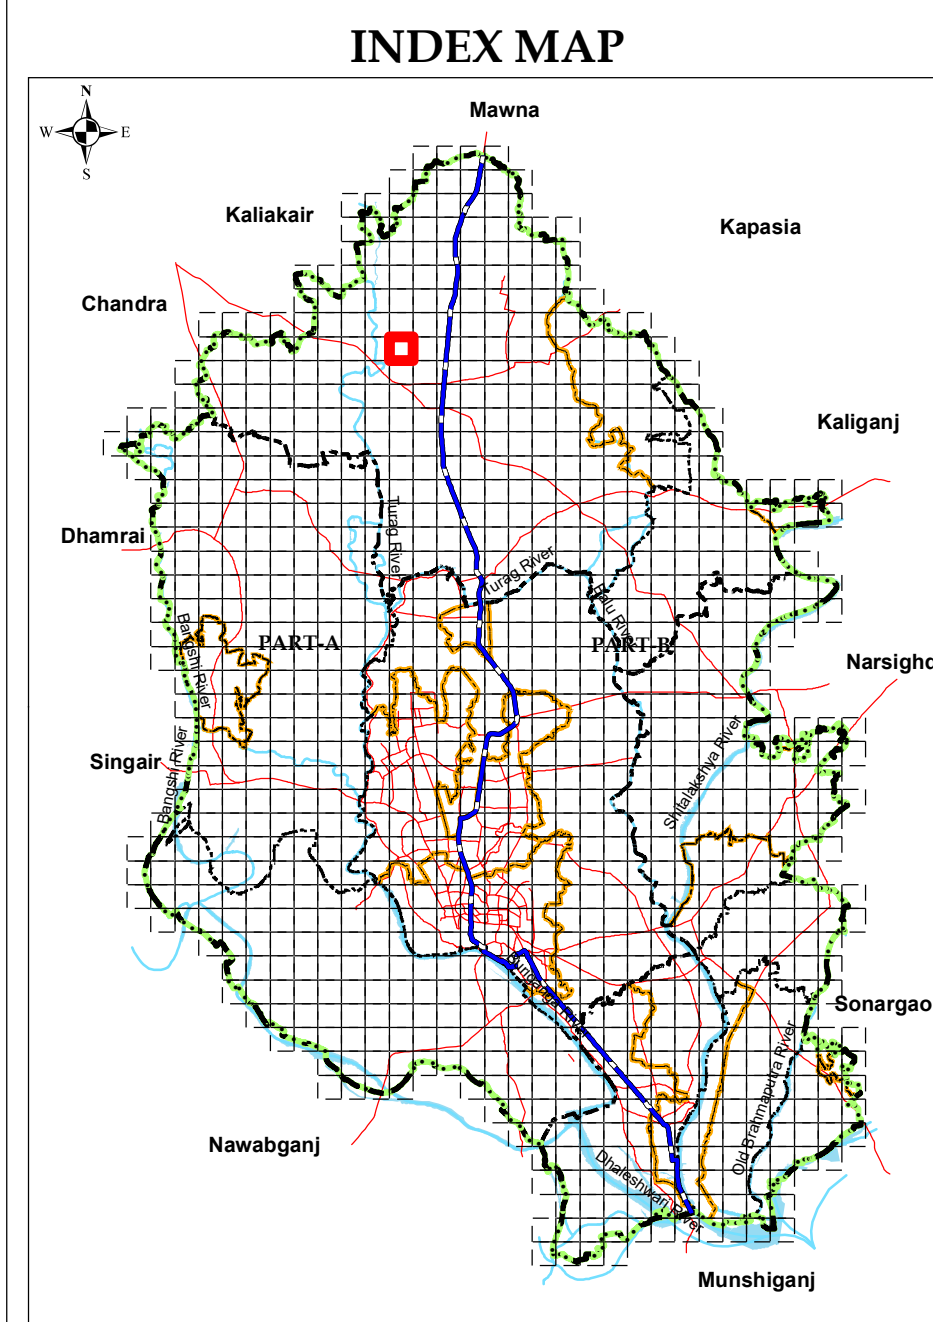 INDEX MAP
N
W E
S
Mawna
Kaliakair
Kapasia
Chandra
Kaliganj
Dhamrai
Turag River
Turag River
Balu River
Bangshi River
PART-A
PART-B
Narsighd
Singair
Bangshi River
Shitalakshya River
Buriganga River
Sonargao
Old Brahmaputra River
Nawabganj
Dhaleshwari River
Munshiganj